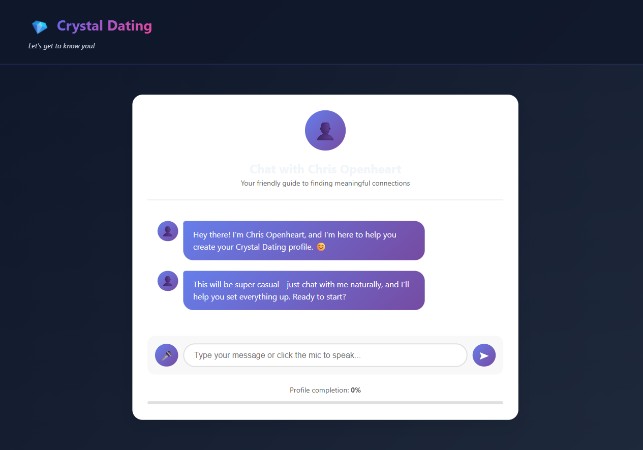 Crystal Dating
Let's get to know you!
Chat with Chris Openheart
Your friendly guide to finding meaningful connections
Hey there! I'm Chris Openheart, and I'm here to help you
create your Crystal Dating profile. 😊
This will be super casual - just chat with me naturally, and I'll
help you set everything up. Ready to start?
Type your message or click the mic to speak...
Profile completion: 0%